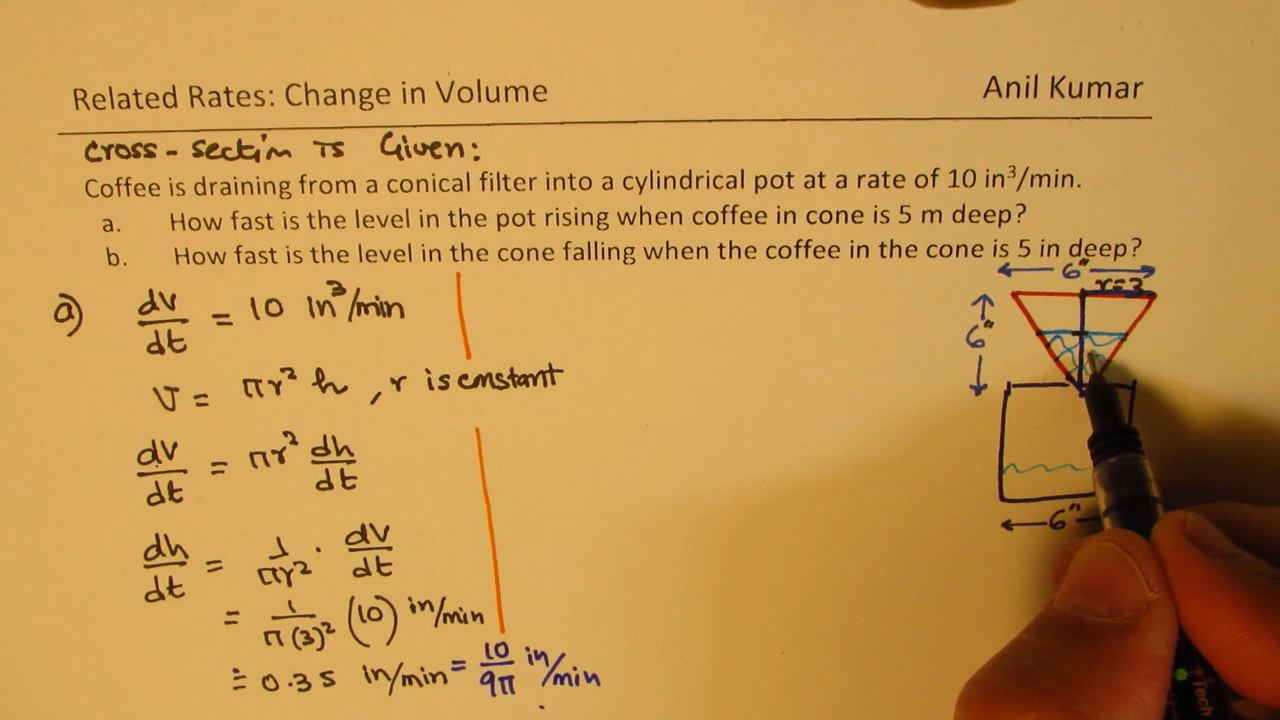 Related Rates: Change in Volume Anil Kumar
Cross-section is Given:
Coffee is draining from a conical filter into a cylindrical pot at a rate of 10 in³/min.
a. How fast is the level in the pot rising when coffee in cone is 5 m deep?
b. How fast is the level in the cone falling when the coffee in the cone is 5 in deep?
6"
r=3
6"
6"
a) dv/dt = 10 in³/min
V = πr² h , r is constant
dv/dt = πr² dh/dt
dh/dt = 1/πr² · dv/dt
= 1/π(3)² (10) in/min
≐ 0.35 in/min = 10/9π in/min